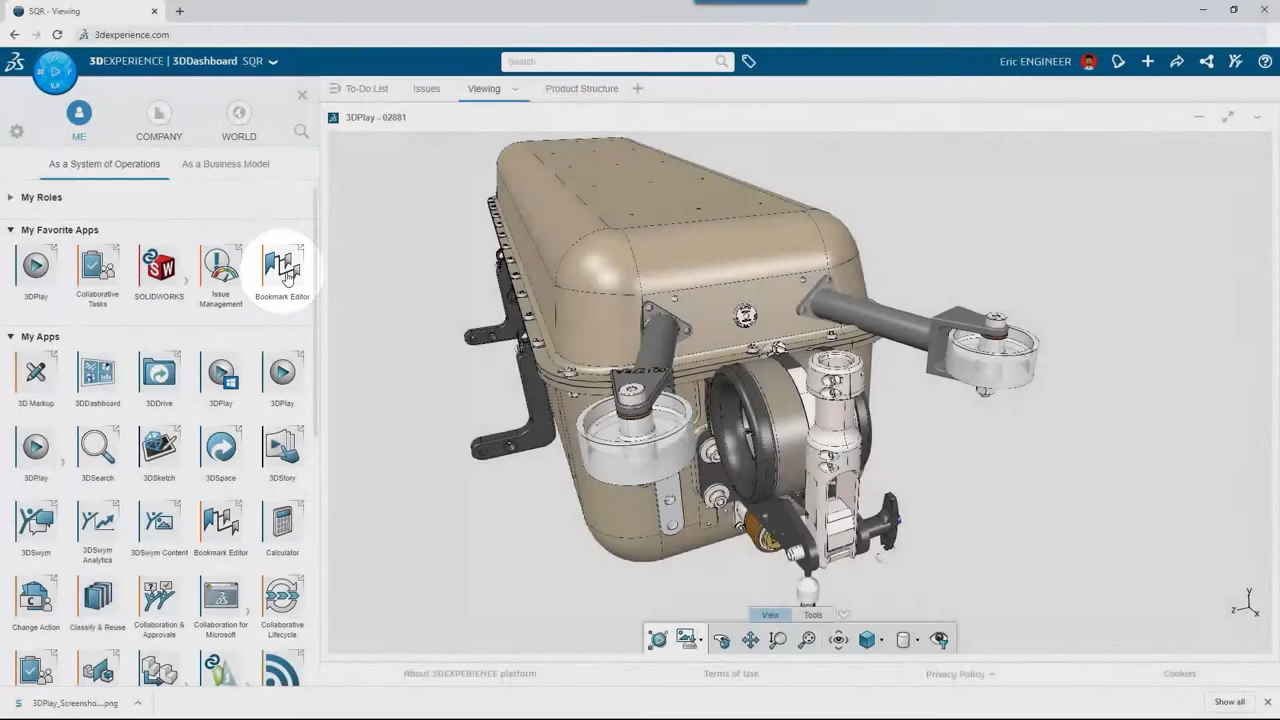 SQR - Viewing
3dexperience.com
3DEXPERIENCE | 3DDashboard SQR
Search
Eric ENGINEER
3D
V.R
ME
COMPANY
WORLD
To-Do List
Issues
Viewing
Product Structure
3DPlay - 02881
As a System of Operations
As a Business Model
My Roles
My Favorite Apps
3DPlay
Collaborative
Tasks
SOLIDWORKS
Issue
Management
Bookmark Editor
My Apps
3D Markup
3DDashboard
3DDrive
3DPlay
3DPlay
3DPlay
3DSearch
3DSketch
3DSpace
3DStory
3DSwym
3DSwym
Analytics
3DSwym Content
Bookmark Editor
Calculator
Change Action
Classify & Reuse
Collaboration &
Approvals
Collaboration for
Microsoft
Collaborative
Lifecycle
View
Tools
About 3DEXPERIENCE platform
Terms of Use
Privacy Policy
Cookies
3DPlay_Screensho....png
Show all